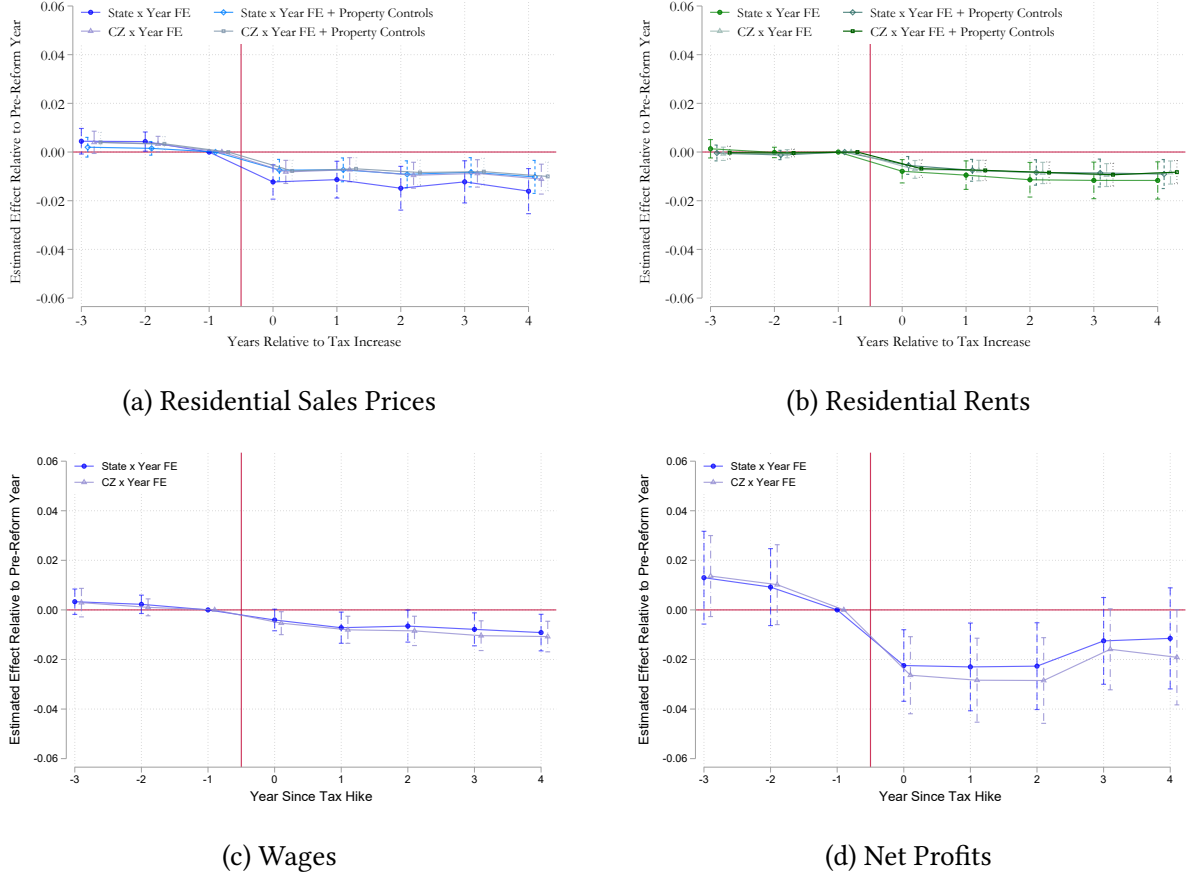 State x Year FE
State x Year FE + Property Controls
CZ x Year FE
CZ x Year FE + Property Controls
Estimated Effect Relative to Pre-Reform Year
0.06
0.04
0.02
0.00
-0.02
-0.04
-0.06
-3 -2 -1 0 1 2 3 4
Years Relative to Tax Increase
(a) Residential Sales Prices
State x Year FE
State x Year FE + Property Controls
CZ x Year FE
CZ x Year FE + Property Controls
Estimated Effect Relative to Pre-Reform Year
0.06
0.04
0.02
0.00
-0.02
-0.04
-0.06
-3 -2 -1 0 1 2 3 4
Years Relative to Tax Increase
(b) Residential Rents
State x Year FE
CZ x Year FE
Estimated Effect Relative to Pre-Reform Year
0.06
0.04
0.02
0.00
-0.02
-0.04
-0.06
-3 -2 -1 0 1 2 3 4
Year Since Tax Hike
(c) Wages
State x Year FE
CZ x Year FE
Estimated Effect Relative to Pre-Reform Year
0.06
0.04
0.02
0.00
-0.02
-0.04
-0.06
-3 -2 -1 0 1 2 3 4
Year Since Tax Hike
(d) Net Profits